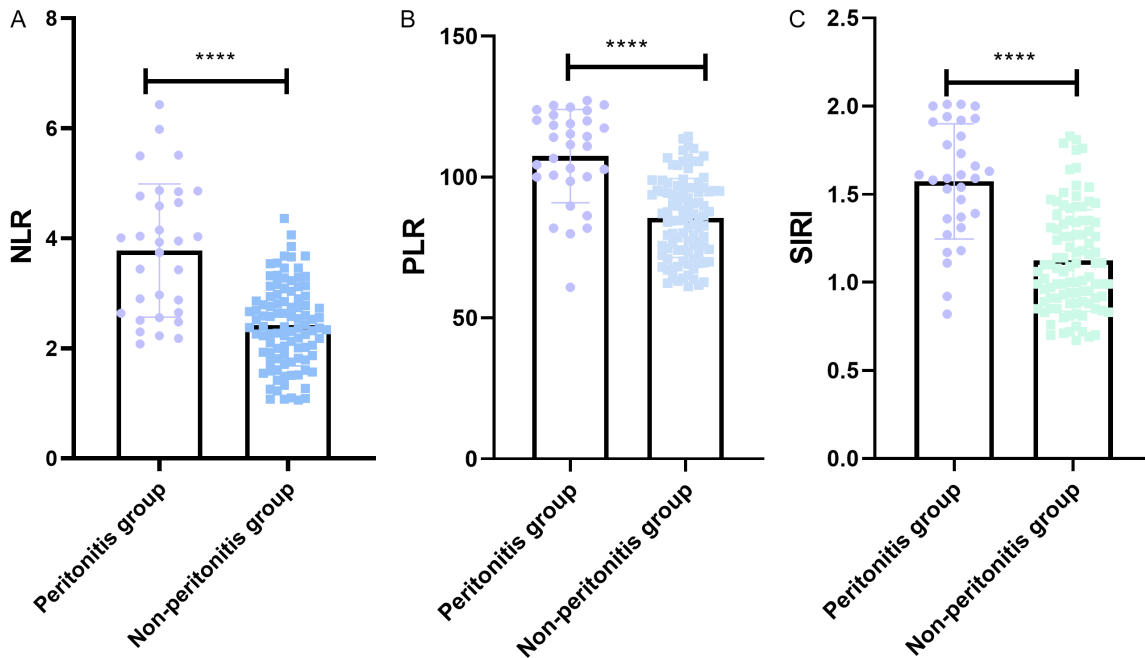 A
NLR
8
6
4
2
0
****
Peritonitis group
Non-peritonitis group
B
PLR
150
100
50
0
****
Peritonitis group
Non-peritonitis group
C
SIRI
2.5
2.0
1.5
1.0
0.5
0.0
****
Peritonitis group
Non-peritonitis group